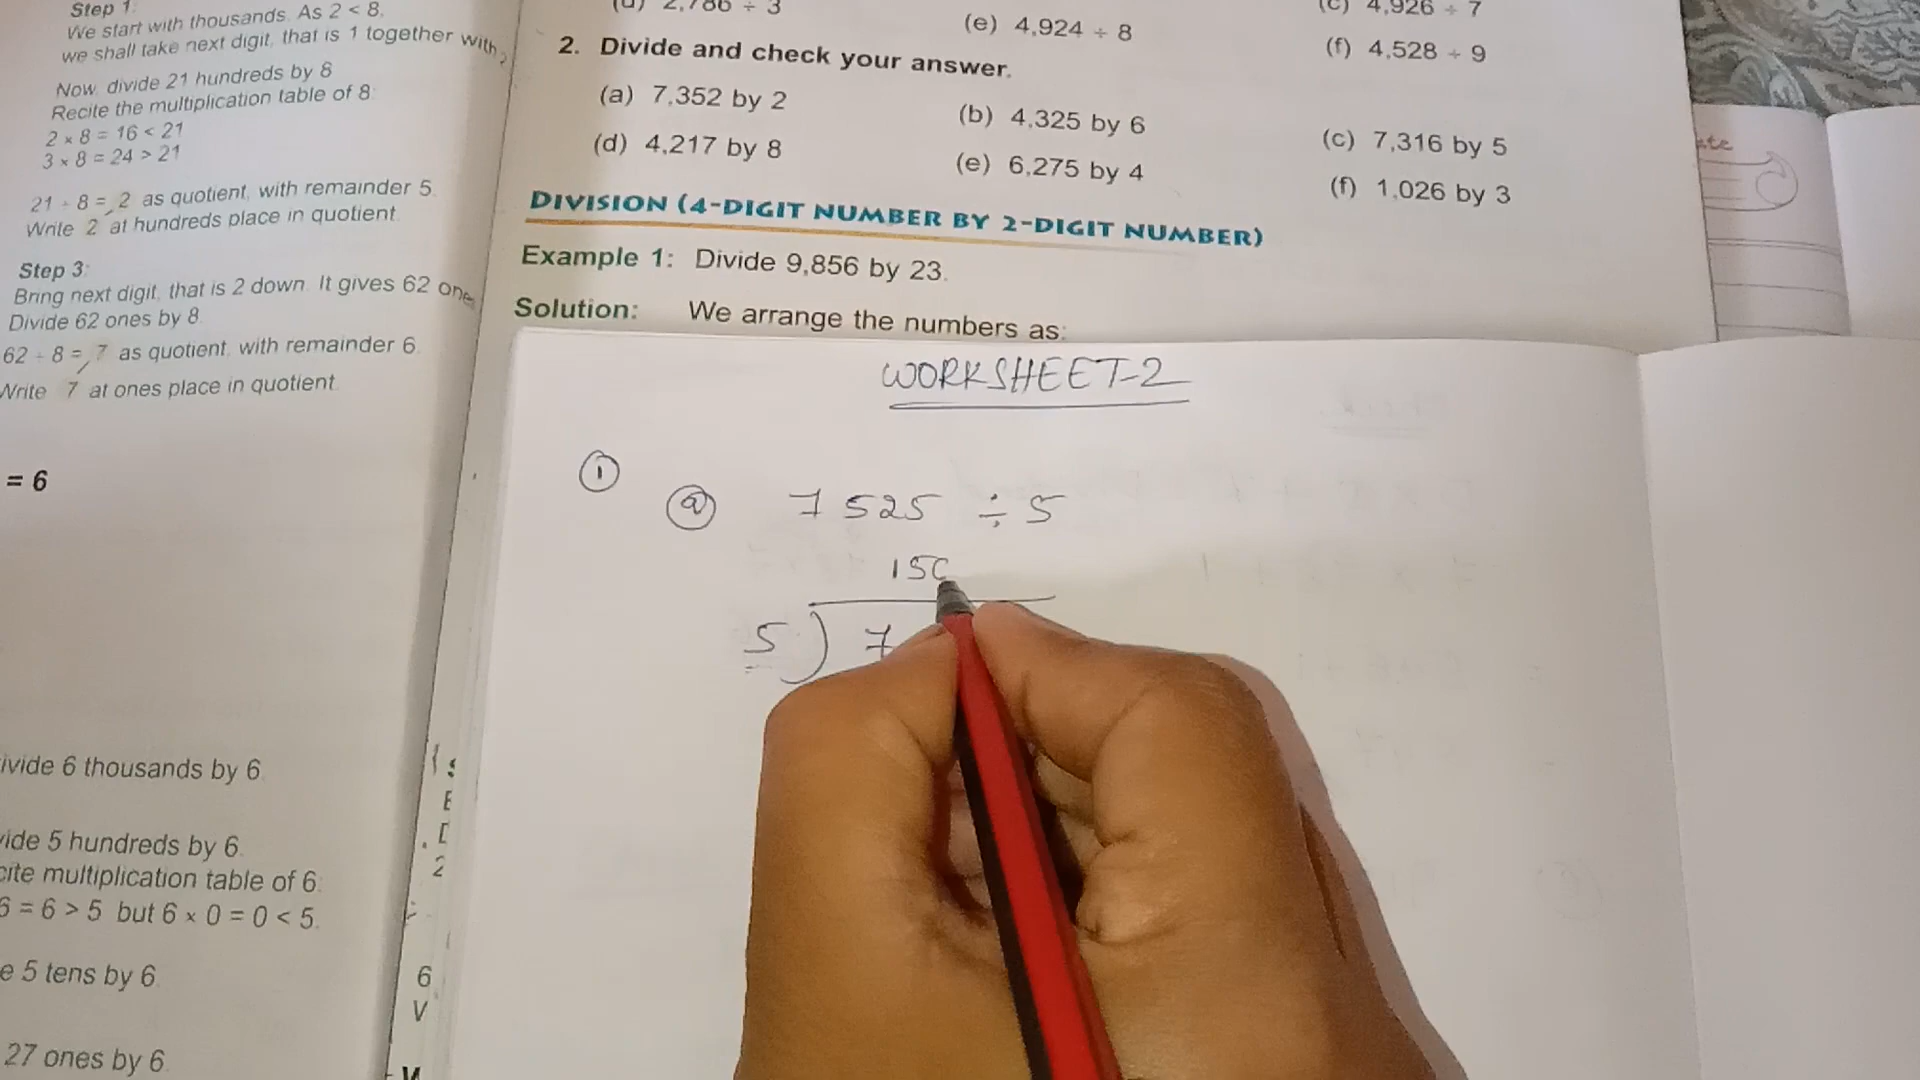 Step 1:
We start with thousands. As 2 < 8,
we shall take next digit, that is 1 together with
Now, divide 21 hundreds by 8
Recite the multiplication table of 8:
2 × 8 = 16 < 21
3 × 8 = 24 > 21
21 ÷ 8 = 2 as quotient, with remainder 5.
Write 2 at hundreds place in quotient.
Step 3:
Bring next digit, that is 2 down. It gives 62
Divide 62 ones by 8.
62 ÷ 8 = 7 as quotient, with remainder 6.
Write 7 at ones place in quotient.
= 6
6 thousands by 6.
5 hundreds by 6.
multiplication table of 6:
= 6 > 5 but 6 × 0 = 0 < 5.
5 tens by 6.
27 ones by 6.
(d) 2,786 ÷ 3
(e) 4,924 ÷ 8
(c) 4,926 ÷ 7
(f) 4,528 ÷ 9
2. Divide and check your answer.
(a) 7,352 by 2
(b) 4,325 by 6
(c) 7,316 by 5
(d) 4,217 by 8
(e) 6,275 by 4
(f) 1,026 by 3
DIVISION (4-DIGIT NUMBER BY 2-DIGIT NUMBER)
Example 1: Divide 9,856 by 23.
Solution: We arrange the numbers as:
WORKSHEET-2
1
a 7525 ÷ 5
150
5 ) 7